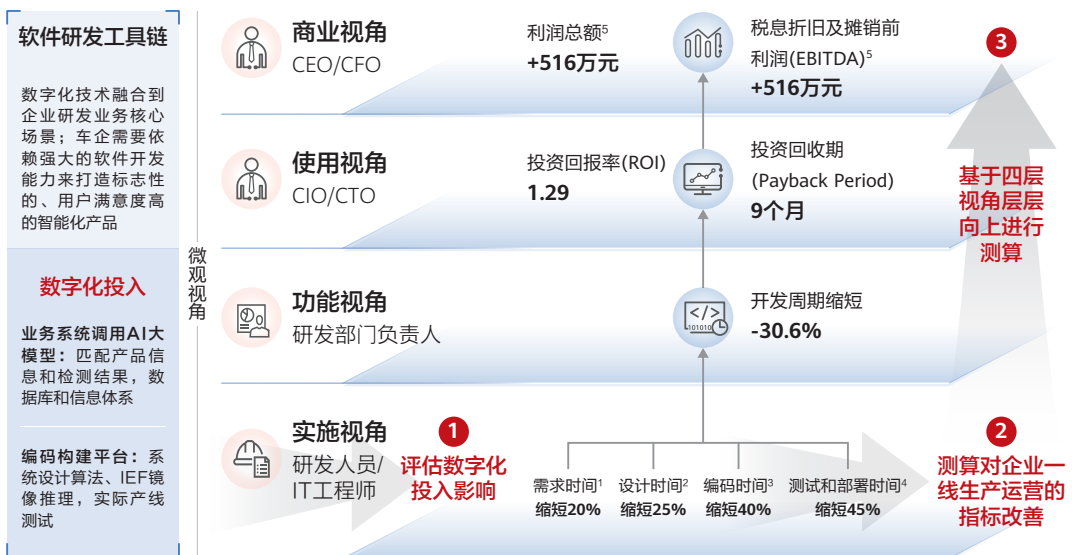 软件研发工具链
数字化技术融合到
企业研发业务核心
场景；车企需要依
赖强大的软件开发
能力来打造标志性
的、用户满意度高
的智能化产品
数字化投入
业务系统调用AI大
模型：匹配产品信
息和检测结果，数
据库和信息体系
编码构建平台：系
统设计算法、IEF镜
像推理，实际产线
测试
微观视角
商业视角
CEO/CFO
利润总额⁵
+516万元
税息折旧及摊销前
利润(EBITDA)⁵
+516万元
使用视角
CIO/CTO
投资回报率(ROI)
1.29
投资回收期
(Payback Period)
9个月
功能视角
研发部门负责人
</>
101010
开发周期缩短
-30.6%
实施视角
研发人员/
IT工程师
1
评估数字化
投入影响
需求时间¹
缩短20%
设计时间²
缩短25%
编码时间³
缩短40%
测试和部署时间⁴
缩短45%
2
测算对企业一
线生产运营的
指标改善
3
基于四层
视角层层
向上进行
测算